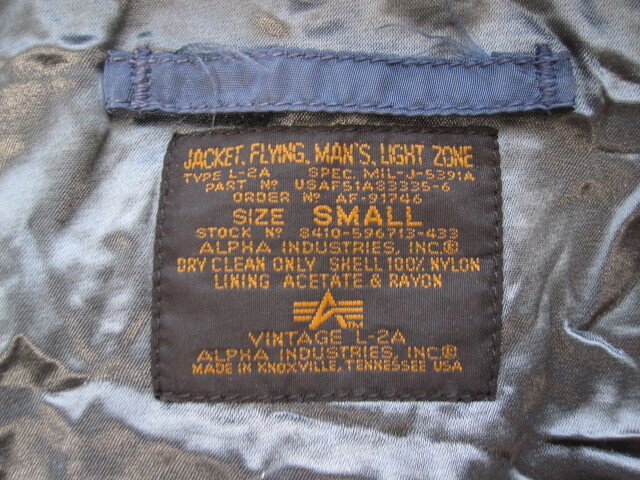 JACKET, FLYING, MAN'S, LIGHT ZONE
TYPE L-2A SPEC. MIL-J-5391A
PART Nº USAF51A83335-6
ORDER Nº AF-91746
SIZE SMALL
STOCK Nº 8410-596713-433
ALPHA INDUSTRIES, INC.®
DRY CLEAN ONLY SHELL 100% NYLON
LINING ACETATE & RAYON
TM
VINTAGE L-2A
ALPHA INDUSTRIES, INC.®
MADE IN KNOXVILLE, TENNESSEE USA